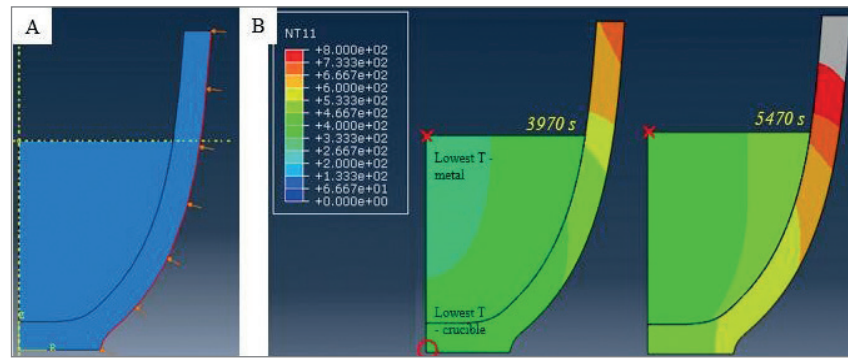 A
B
NT11
+8.000e+02
+7.333e+02
+6.667e+02
+6.000e+02
+5.333e+02
+4.667e+02
+4.000e+02
+3.333e+02
+2.667e+02
+2.000e+02
+1.333e+02
+6.667e+01
+0.000e+00
3970 s
5470 s
Lowest T -
metal
Lowest T
- crucible
R